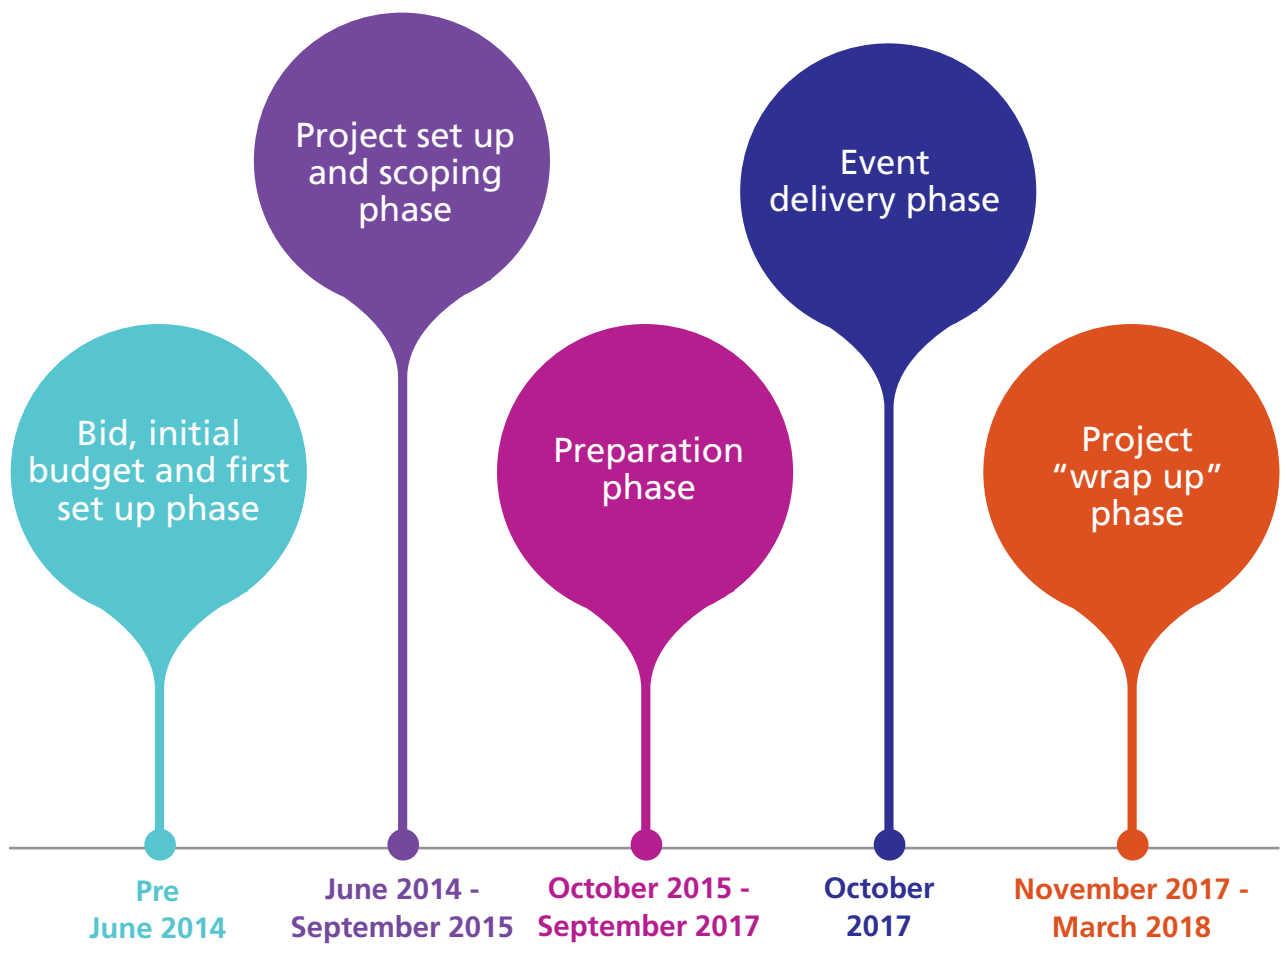 Project set up
and scoping
phase
Event
delivery phase
Bid, initial
budget and first
set up phase
Preparation
phase
Project
“wrap up”
phase
Pre
June 2014
June 2014 -
September 2015
October 2015 -
September 2017
October
2017
November 2017 -
March 2018